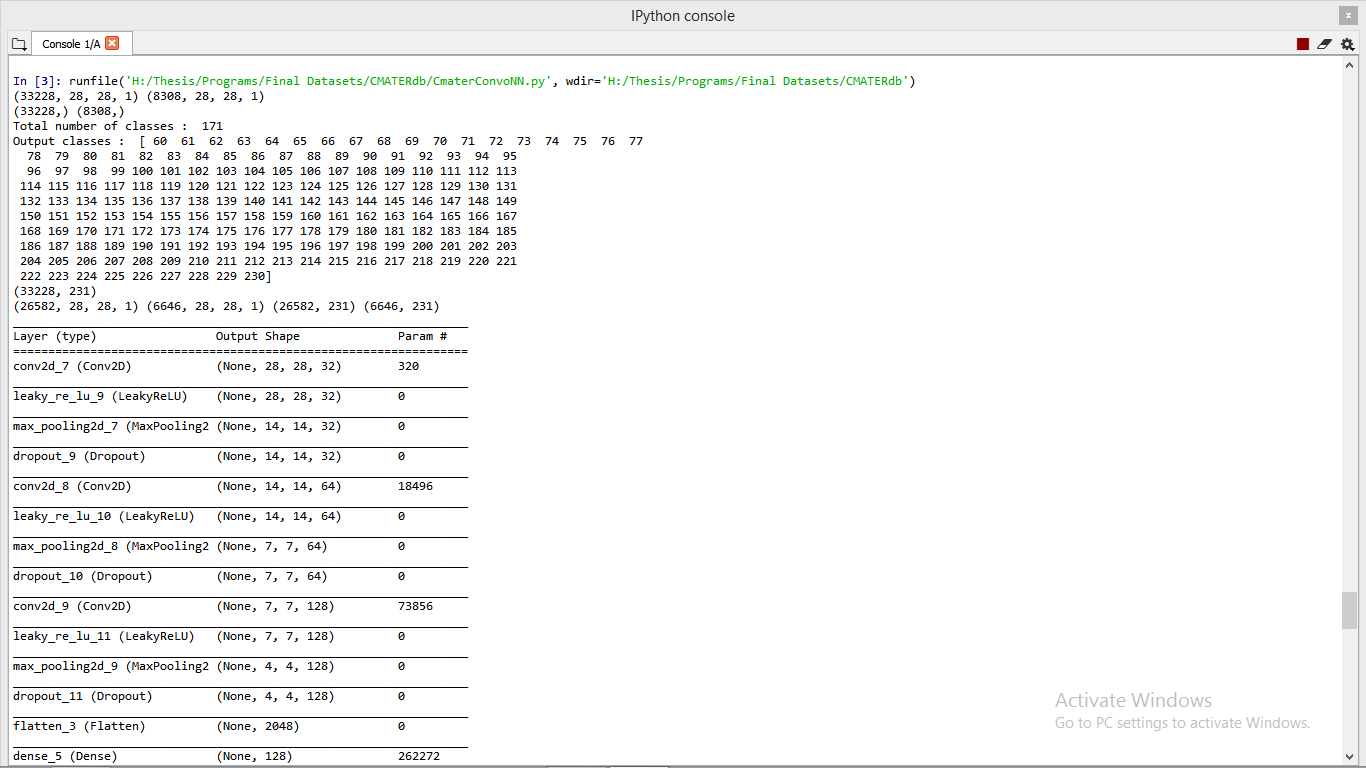 IPython console
Console 1/A
In [3]: runfile('H:/Thesis/Programs/Final Datasets/CMATERdb/CmaterConvoNN.py', wdir='H:/Thesis/Programs/Final Datasets/CMATERdb')
(33228, 28, 28, 1) (8308, 28, 28, 1)
(33228,) (8308,)
Total number of classes :  171
Output classes :  [ 60  61  62  63  64  65  66  67  68  69  70  71  72  73  74  75  76  77
  78  79  80  81  82  83  84  85  86  87  88  89  90  91  92  93  94  95
  96  97  98  99 100 101 102 103 104 105 106 107 108 109 110 111 112 113
 114 115 116 117 118 119 120 121 122 123 124 125 126 127 128 129 130 131
 132 133 134 135 136 137 138 139 140 141 142 143 144 145 146 147 148 149
 150 151 152 153 154 155 156 157 158 159 160 161 162 163 164 165 166 167
 168 169 170 171 172 173 174 175 176 177 178 179 180 181 182 183 184 185
 186 187 188 189 190 191 192 193 194 195 196 197 198 199 200 201 202 203
 204 205 206 207 208 209 210 211 212 213 214 215 216 217 218 219 220 221
 222 223 224 225 226 227 228 229 230]
(33228, 231)
(26582, 28, 28, 1) (6646, 28, 28, 1) (26582, 231) (6646, 231)
Layer (type)                 Output Shape              Param #
=================================================================
conv2d_7 (Conv2D)            (None, 28, 28, 32)        320
leaky_re_lu_9 (LeakyReLU)    (None, 28, 28, 32)        0
max_pooling2d_7 (MaxPooling2 (None, 14, 14, 32)        0
dropout_9 (Dropout)          (None, 14, 14, 32)        0
conv2d_8 (Conv2D)            (None, 14, 14, 64)        18496
leaky_re_lu_10 (LeakyReLU)   (None, 14, 14, 64)        0
max_pooling2d_8 (MaxPooling2 (None, 7, 7, 64)          0
dropout_10 (Dropout)         (None, 7, 7, 64)          0
conv2d_9 (Conv2D)            (None, 7, 7, 128)         73856
leaky_re_lu_11 (LeakyReLU)   (None, 7, 7, 128)         0
max_pooling2d_9 (MaxPooling2 (None, 4, 4, 128)         0
dropout_11 (Dropout)         (None, 4, 4, 128)         0
flatten_3 (Flatten)          (None, 2048)              0
dense_5 (Dense)              (None, 128)               262272
Activate Windows
Go to PC settings to activate Windows.